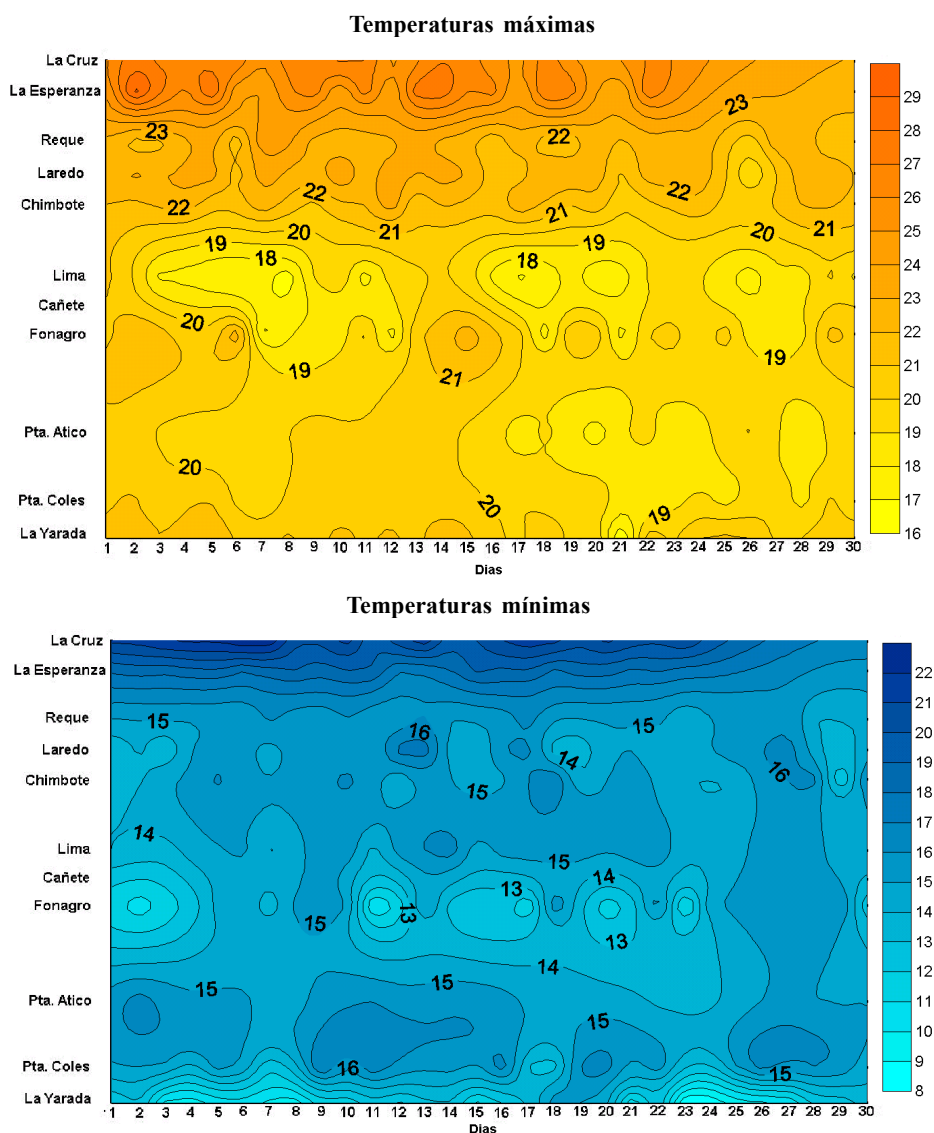 Temperaturas máximas
La Cruz
La Esperanza
29
23
28
23
Reque
22
27
26
Laredo
25
22
22
Chimbote
22
21
24
20
20
21
21
19
19
23
Lima
18
18
22
Cañete
20
21
Fonagro
20
19
19
21
19
Pta. Atico
18
20
17
Pta. Coles
20
19
La Yarada
16
1 2 3 4 5 6 7 8 9 10 11 12 13 14 15 16 17 18 19 20 21 22 23 24 25 26 27 28 29 30
Dias
Temperaturas mínimas
La Cruz
La Esperanza
22
21
Reque
15
15
20
16
19
Laredo
14
18
16
Chimbote
15
17
14
16
Lima
15
15
Cañete
14
14
13
Fonagro
13
15
13
13
12
14
15
15
11
Pta. Atico
15
10
9
Pta. Coles
16
15
8
La Yarada
1 2 3 4 5 6 7 8 9 10 11 12 13 14 15 16 17 18 19 20 21 22 23 24 25 26 27 28 29 30
Dias